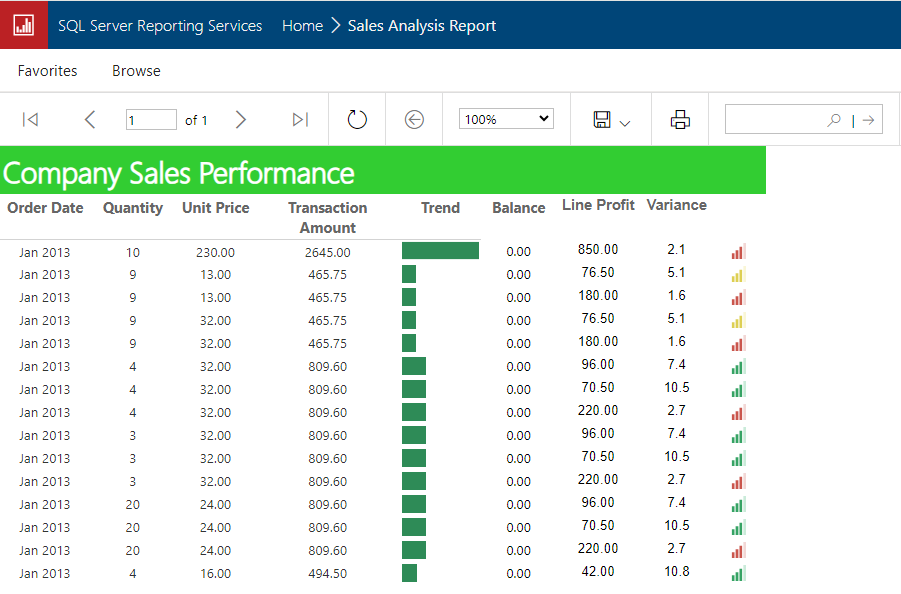 SQL Server Reporting Services Home > Sales Analysis Report
Favorites Browse
1 of 1 100% |
Company Sales Performance
Order Date Quantity Unit Price Transaction Amount Trend Balance Line Profit Variance
Jan 2013 10 230.00 2645.00 0.00 850.00 2.1
Jan 2013 9 13.00 465.75 0.00 76.50 5.1
Jan 2013 9 13.00 465.75 0.00 180.00 1.6
Jan 2013 9 32.00 465.75 0.00 76.50 5.1
Jan 2013 9 32.00 465.75 0.00 180.00 1.6
Jan 2013 4 32.00 809.60 0.00 96.00 7.4
Jan 2013 4 32.00 809.60 0.00 70.50 10.5
Jan 2013 4 32.00 809.60 0.00 220.00 2.7
Jan 2013 3 32.00 809.60 0.00 96.00 7.4
Jan 2013 3 32.00 809.60 0.00 70.50 10.5
Jan 2013 3 32.00 809.60 0.00 220.00 2.7
Jan 2013 20 24.00 809.60 0.00 96.00 7.4
Jan 2013 20 24.00 809.60 0.00 70.50 10.5
Jan 2013 20 24.00 809.60 0.00 220.00 2.7
Jan 2013 4 16.00 494.50 0.00 42.00 10.8